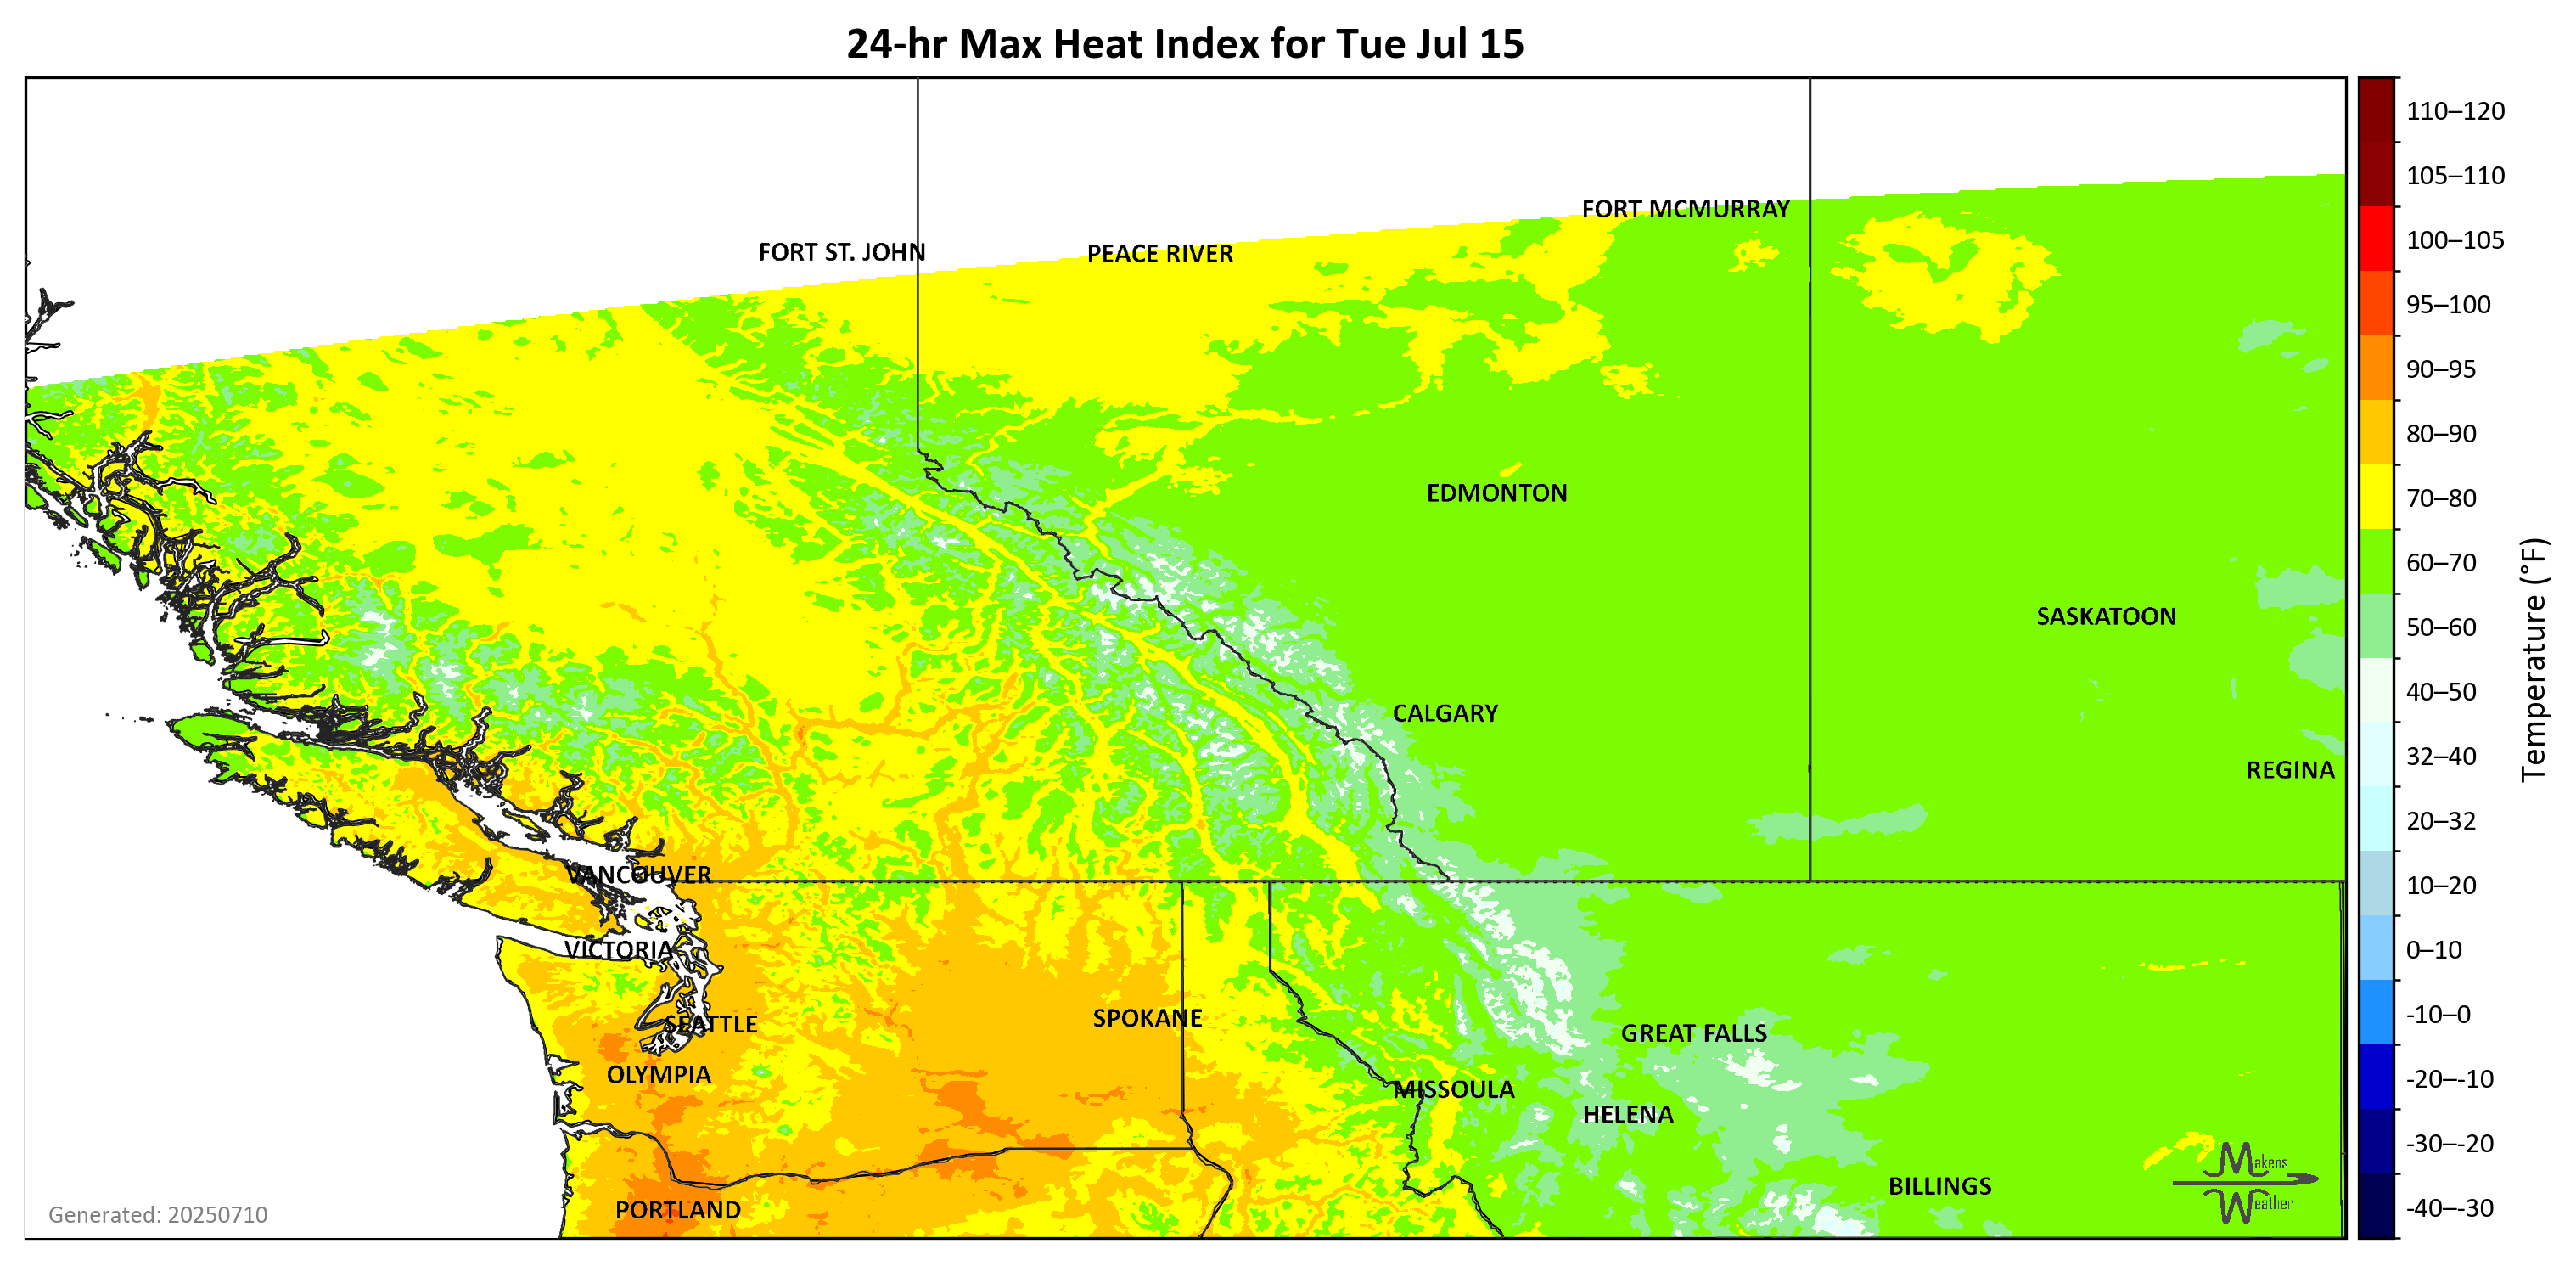 24-hr Max Heat Index for Tue Jul 15
110–120
105–110
100–105
95–100
90–95
80–90
70–80
60–70
50–60
40–50
32–40
20–32
10–20
0–10
-10–0
-20–-10
-30–-20
-40–-30
Temperature (°F)
FORT MCMURRAY
FORT ST. JOHN
PEACE RIVER
EDMONTON
SASKATOON
CALGARY
REGINA
VANCOUVER
VICTORIA
SEATTLE
SPOKANE
GREAT FALLS
OLYMPIA
MISSOULA
HELENA
BILLINGS
PORTLAND
Makens
Weather
Generated: 20250710